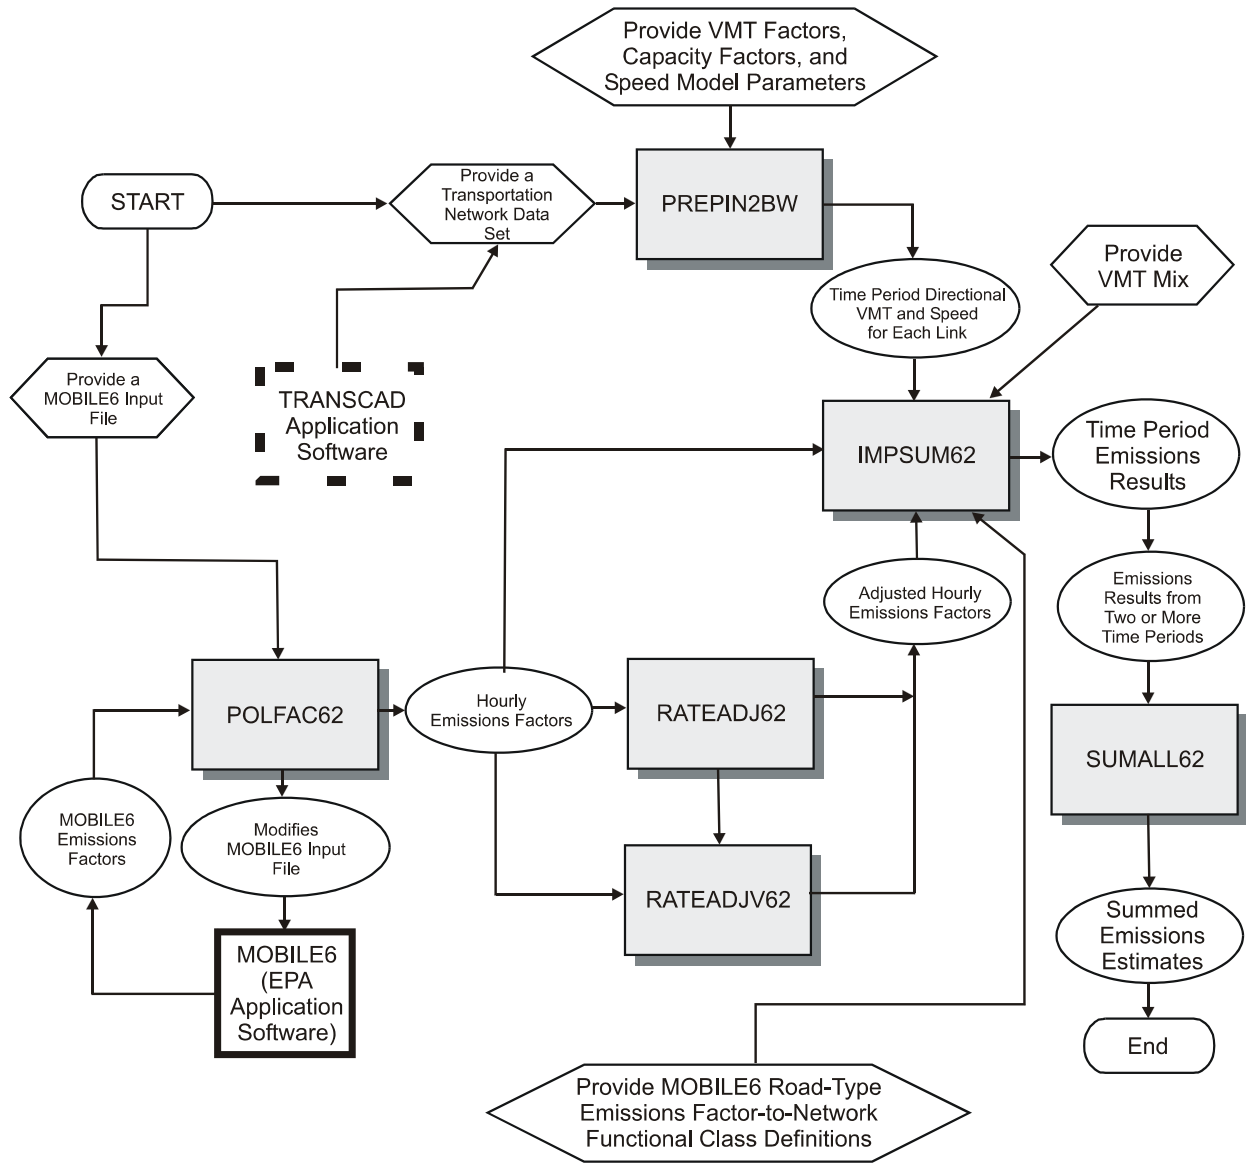 Provide VMT Factors,
Capacity Factors, and
Speed Model Parameters
START
Provide a
Transportation
Network Data
Set
PREPIN2BW
Provide
VMT Mix
Time Period Directional
VMT and Speed
for Each Link
Provide a
MOBILE6 Input
File
TRANSCAD
Application
Software
IMPSUM62
Time Period
Emissions
Results
Adjusted Hourly
Emissions Factors
Emissions
Results from
Two or More
Time Periods
POLFAC62
Hourly
Emissions Factors
RATEADJ62
SUMALL62
MOBILE6
Emissions
Factors
Modifies
MOBILE6 Input
File
RATEADJV62
Summed
Emissions
Estimates
MOBILE6
(EPA
Application
Software)
End
Provide MOBILE6 Road-Type
Emissions Factor-to-Network
Functional Class Definitions